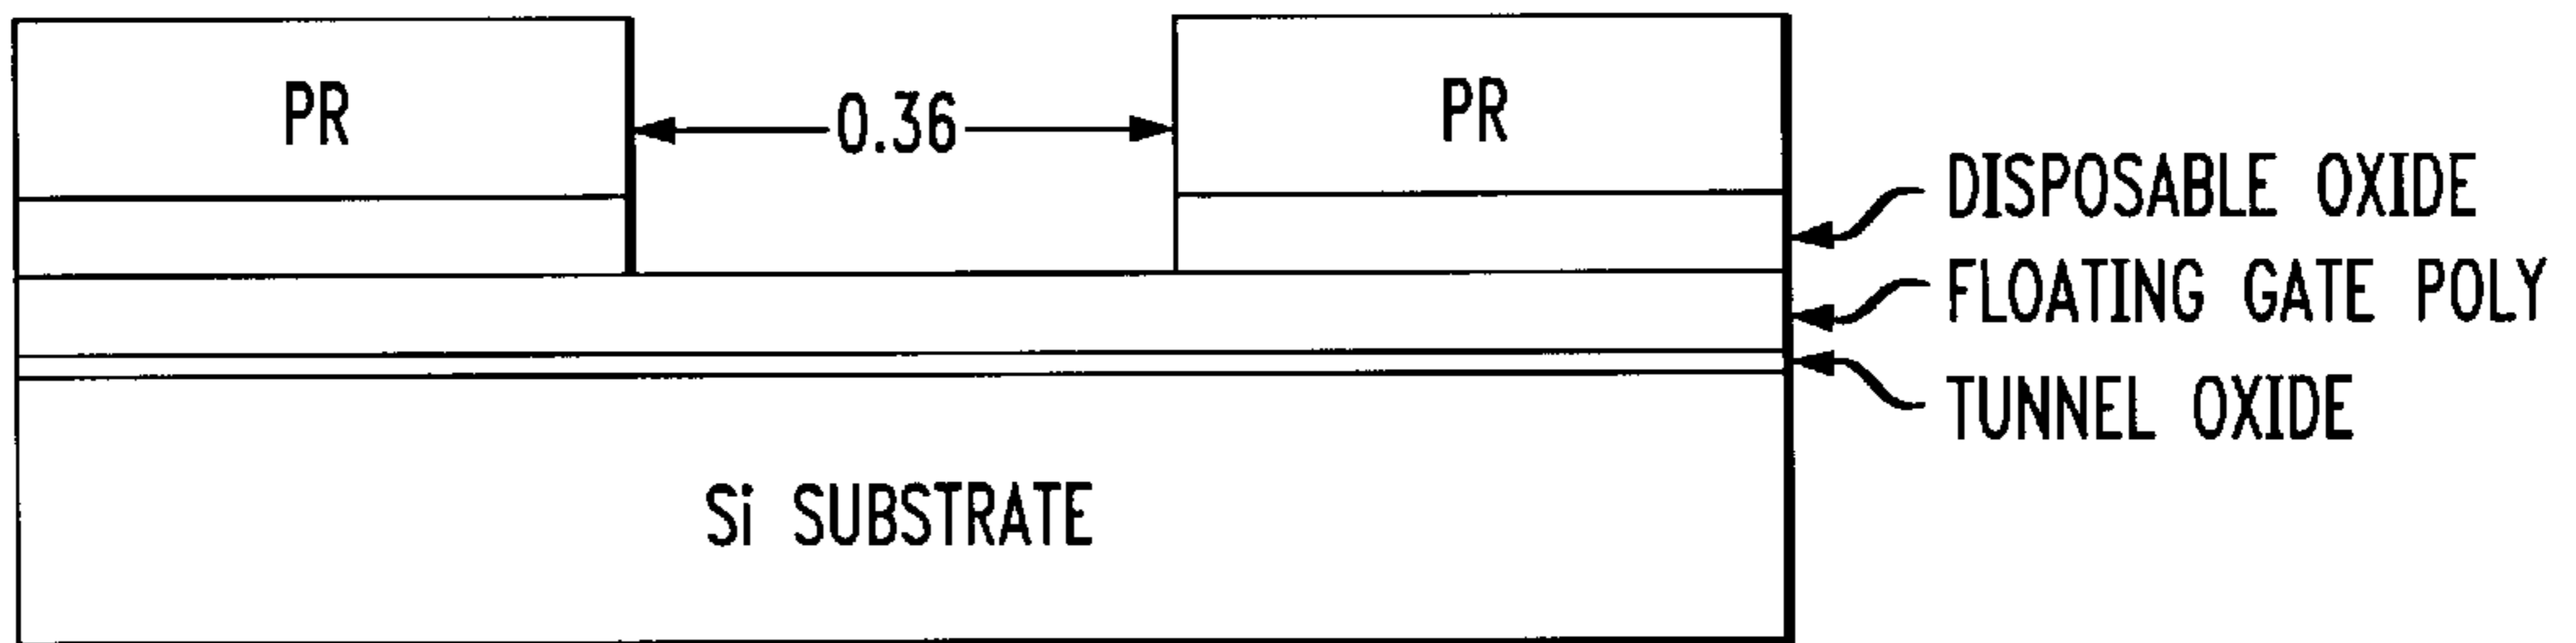 PR
0.36
PR
DISPOSABLE OXIDE
FLOATING GATE POLY
TUNNEL OXIDE
Si SUBSTRATE